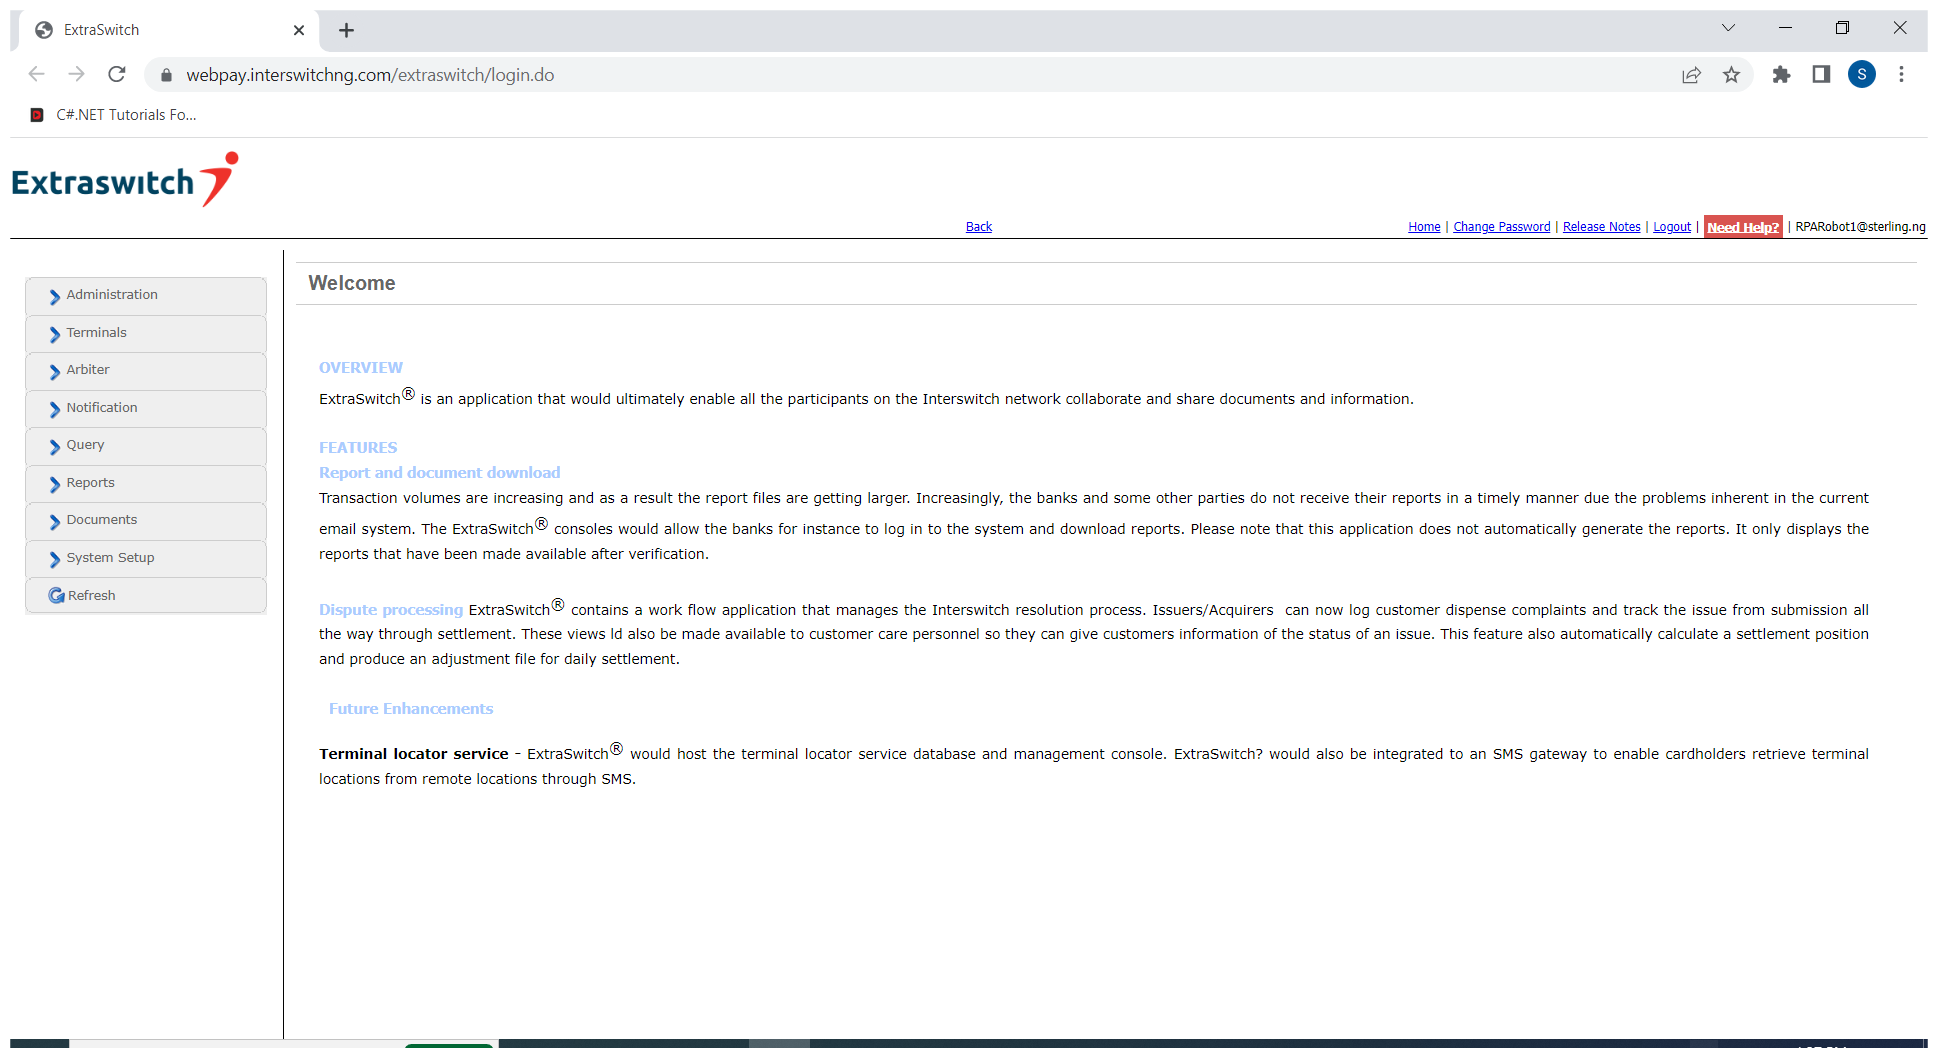 ExtraSwitch
webpay.interswitchng.com/extraswitch/login.do
S
C#.NET Tutorials Fo...
Extraswitch
Back
Home | Change Password | Release Notes | Logout | Need Help? | RPARobot1@sterling.ng
Administration
Terminals
Arbiter
Notification
Query
Reports
Documents
System Setup
Refresh
Welcome
OVERVIEW
ExtraSwitch® is an application that would ultimately enable all the participants on the Interswitch network collaborate and share documents and information.
FEATURES
Report and document download
Transaction volumes are increasing and as a result the report files are getting larger. Increasingly, the banks and some other parties do not receive their reports in a timely manner due the problems inherent in the current
email system. The ExtraSwitch® consoles would allow the banks for instance to log in to the system and download reports. Please note that this application does not automatically generate the reports. It only displays the
reports that have been made available after verification.
Dispute processing ExtraSwitch® contains a work flow application that manages the Interswitch resolution process. Issuers/Acquirers can now log customer dispense complaints and track the issue from submission all
the way through settlement. These views ld also be made available to customer care personnel so they can give customers information of the status of an issue. This feature also automatically calculate a settlement position
and produce an adjustment file for daily settlement.
Future Enhancements
Terminal locator service - ExtraSwitch® would host the terminal locator service database and management console. ExtraSwitch? would also be integrated to an SMS gateway to enable cardholders retrieve terminal
locations from remote locations through SMS.